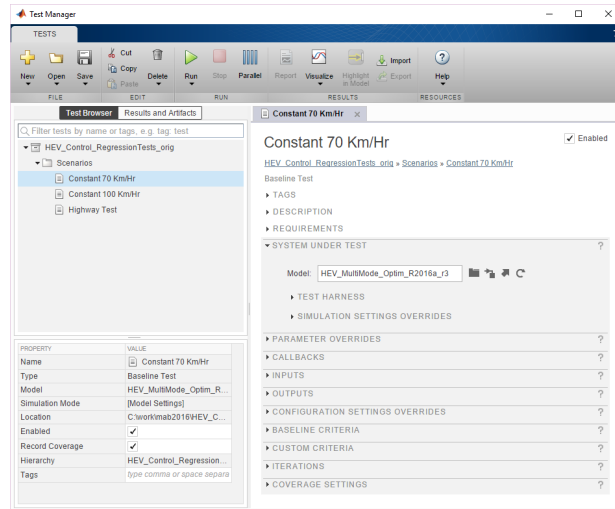 Test Manager
TESTS
New
Open
Save
Cut
Copy
Paste
Delete
Run
Stop
Parallel
Report
Visualize
Highlight
in Model
Import
Export
Help
FILE
EDIT
RUN
RESULTS
RESOURCES
Test Browser
Results and Artifacts
Filter tests by name or tags, e.g. tag: test
HEV_Control_RegressionTests_orig
Scenarios
Constant 70 Km/Hr
Constant 100 Km/Hr
Highway Test
PROPERTY VALUE
Name Constant 70 Km/Hr
Type Baseline Test
Model HEV_MultiMode_Optim_R...
Simulation Mode [Model Settings]
Location C:\work\mab2016\HEV_C...
Enabled
Record Coverage
Hierarchy HEV_Control_Regression...
Tags type comma or space separa
Constant 70 Km/Hr
Constant 70 Km/Hr
Enabled
HEV_Control_RegressionTests_orig » Scenarios » Constant 70 Km/Hr
Baseline Test
TAGS
DESCRIPTION
REQUIREMENTS
SYSTEM UNDER TEST ?
Model: HEV_MultiMode_Optim_R2016a_r3
TEST HARNESS
SIMULATION SETTINGS OVERRIDES
PARAMETER OVERRIDES ?
CALLBACKS ?
INPUTS ?
OUTPUTS ?
CONFIGURATION SETTINGS OVERRIDES ?
BASELINE CRITERIA ?
CUSTOM CRITERIA ?
ITERATIONS ?
COVERAGE SETTINGS ?